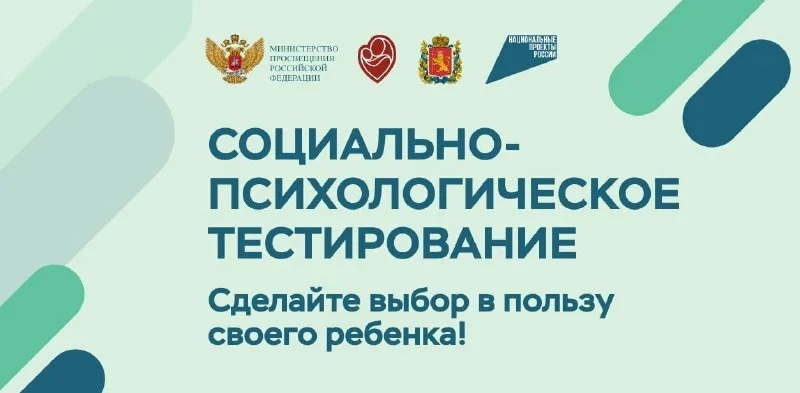 МИНИСТЕРСТВО
ПРОСВЕЩЕНИЯ
РОССИЙСКОЙ
ФЕДЕРАЦИИ
НАЦИОНАЛЬНЫЕ
ПРОЕКТЫ
РОССИИ
СОЦИАЛЬНО-
ПСИХОЛОГИЧЕСКОЕ
ТЕСТИРОВАНИЕ
Сделайте выбор в пользу
своего ребенка!